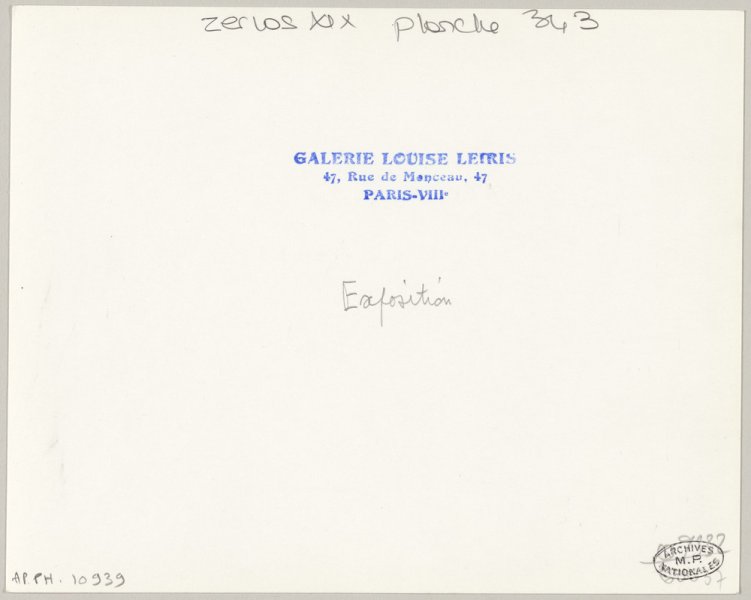 Zervos XIX planche 343
GALERIE LOUISE LEIRIS
47, Rue de Monceau, 47
PARIS-VIIIe
Exposition
ARCHIVES
M.P.
NATIONALES
AP.PH. 10939